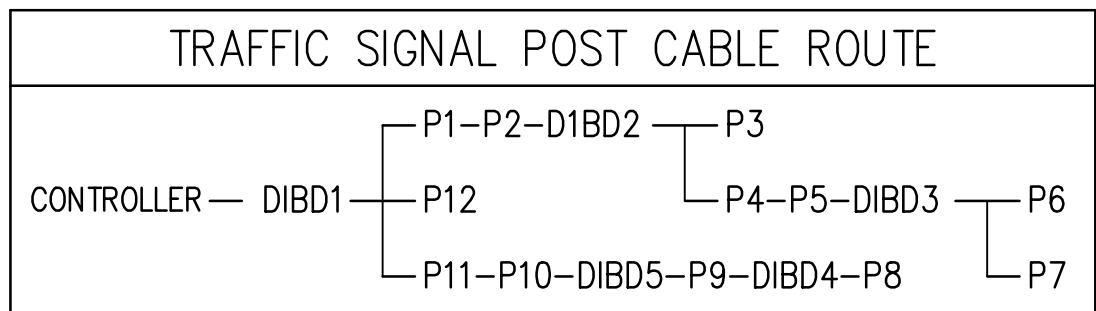 TRAFFIC SIGNAL POST CABLE ROUTE
P1-P2-D1BD2 P3
CONTROLLER DIBD1 P12 P4-P5-DIBD3 P6
P11-P10-DIBD5-P9-DIBD4-P8 P7